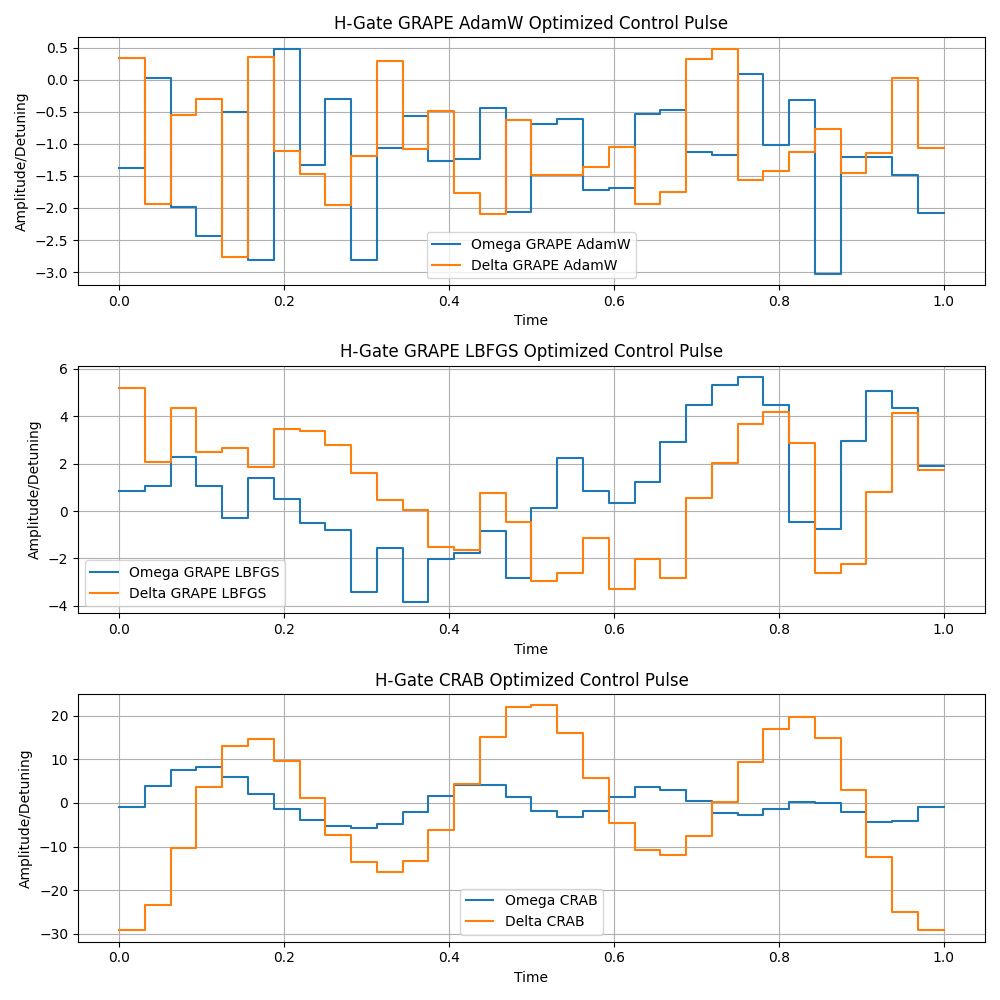 H-Gate GRAPE AdamW Optimized Control Pulse
Amplitude/Detuning
0.5
0.0
−0.5
−1.0
−1.5
−2.0
−2.5
−3.0
Omega GRAPE AdamW
Delta GRAPE AdamW
0.0 0.2 0.4 0.6 0.8 1.0
Time
H-Gate GRAPE LBFGS Optimized Control Pulse
Amplitude/Detuning
6
4
2
0
−2
−4
Omega GRAPE LBFGS
Delta GRAPE LBFGS
0.0 0.2 0.4 0.6 0.8 1.0
Time
H-Gate CRAB Optimized Control Pulse
Amplitude/Detuning
20
10
0
−10
−20
−30
Omega CRAB
Delta CRAB
0.0 0.2 0.4 0.6 0.8 1.0
Time